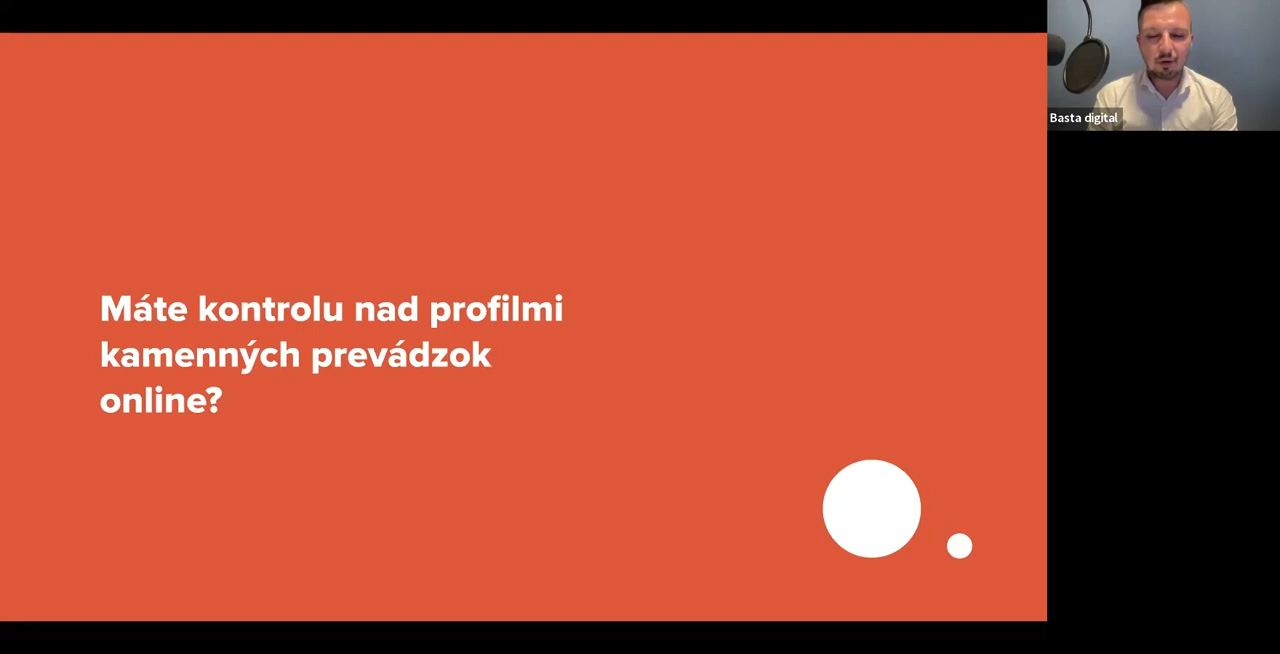 Máte kontrolu nad profilmi
kamenných prevádzok
online?
Basta digital